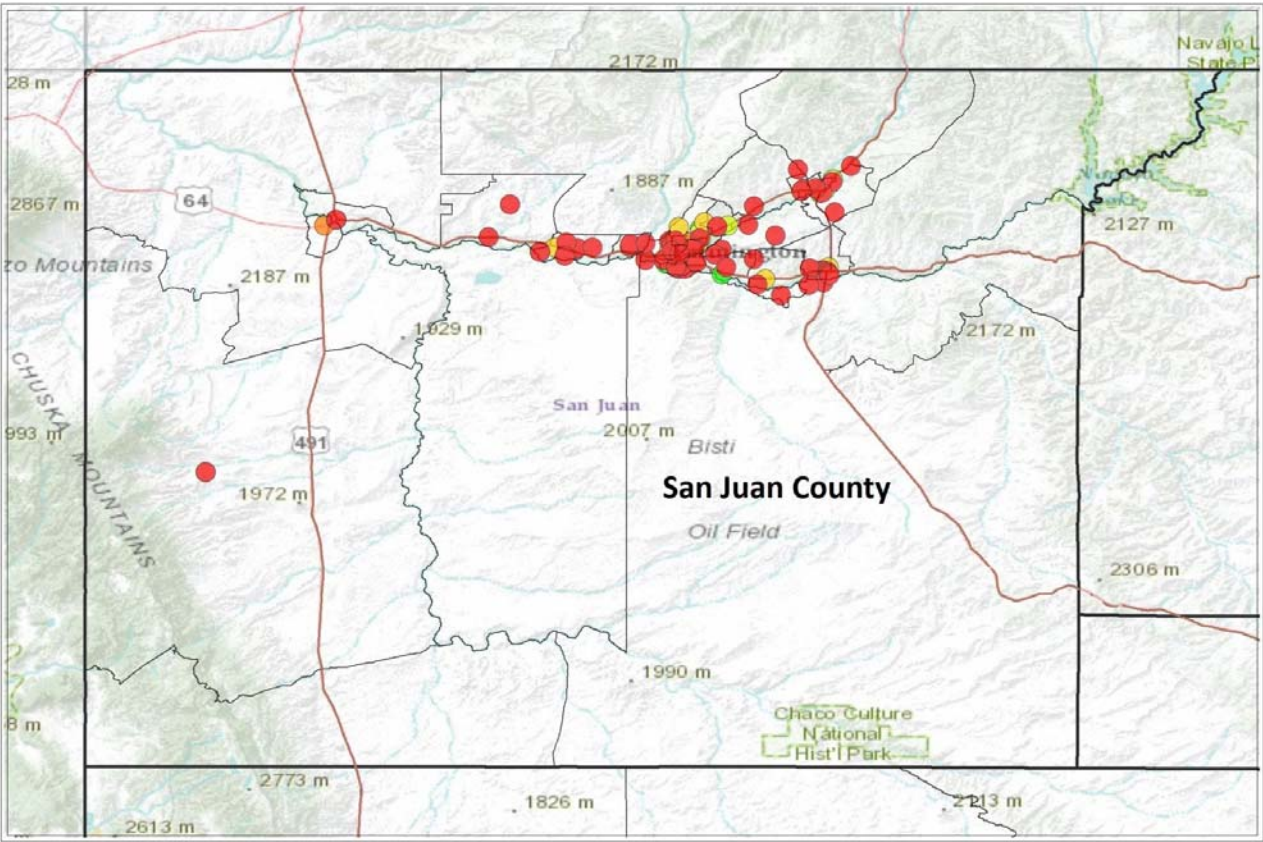 2172 m
Navajo L
State P
28 m
1887 m
64
2867 m
2127 m
mington
zo Mountains
2187 m
1929 m
2172 m
CHUSKA MOUNTAINS
San Juan
993 m
2007 m
491
Bisti
San Juan County
1972 m
Oil Field
2306 m
1990 m
Chaco Culture
National
Hist'l Park
8 m
2773 m
1826 m
2213 m
2613 m